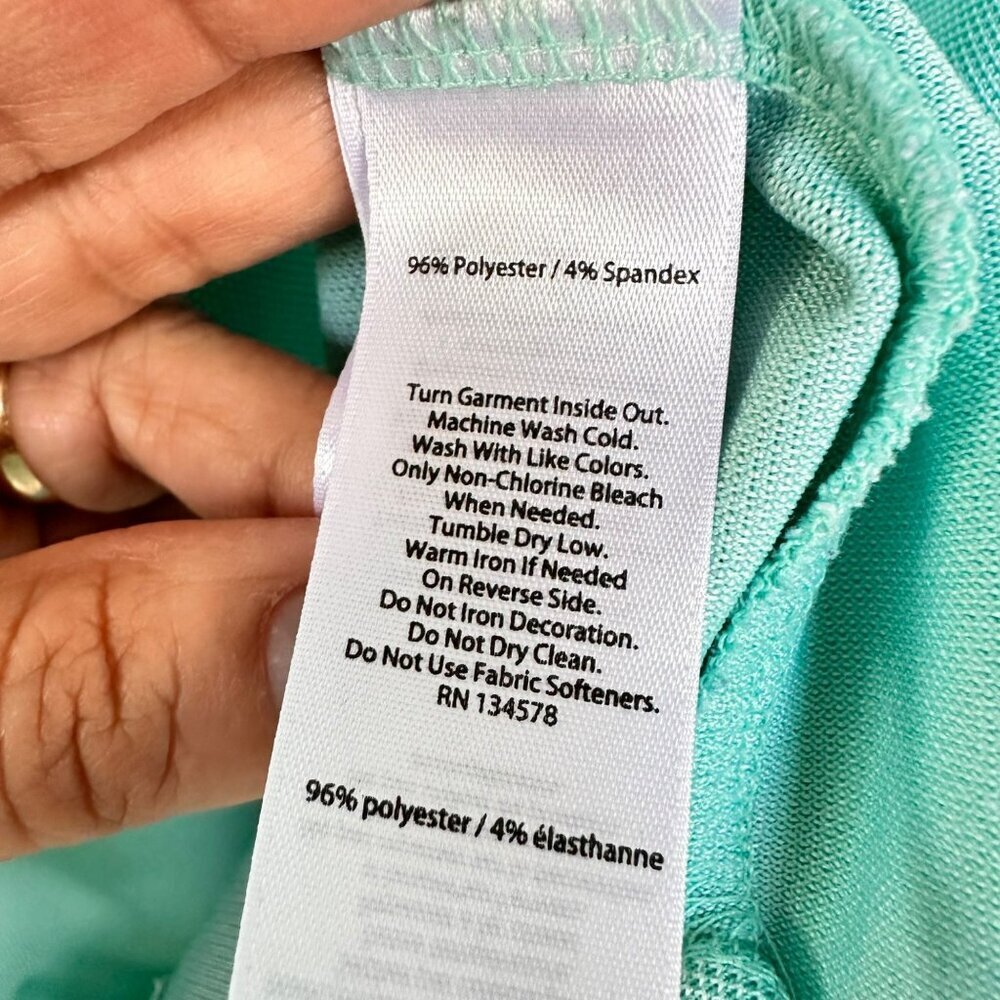 96% Polyester / 4% Spandex
Turn Garment Inside Out.
Machine Wash Cold.
Wash With Like Colors.
Only Non-Chlorine Bleach
When Needed.
Tumble Dry Low.
Warm Iron If Needed
On Reverse Side.
Do Not Iron Decoration.
Do Not Dry Clean.
Do Not Use Fabric Softeners.
RN 134578
96% polyester / 4% élasthanne